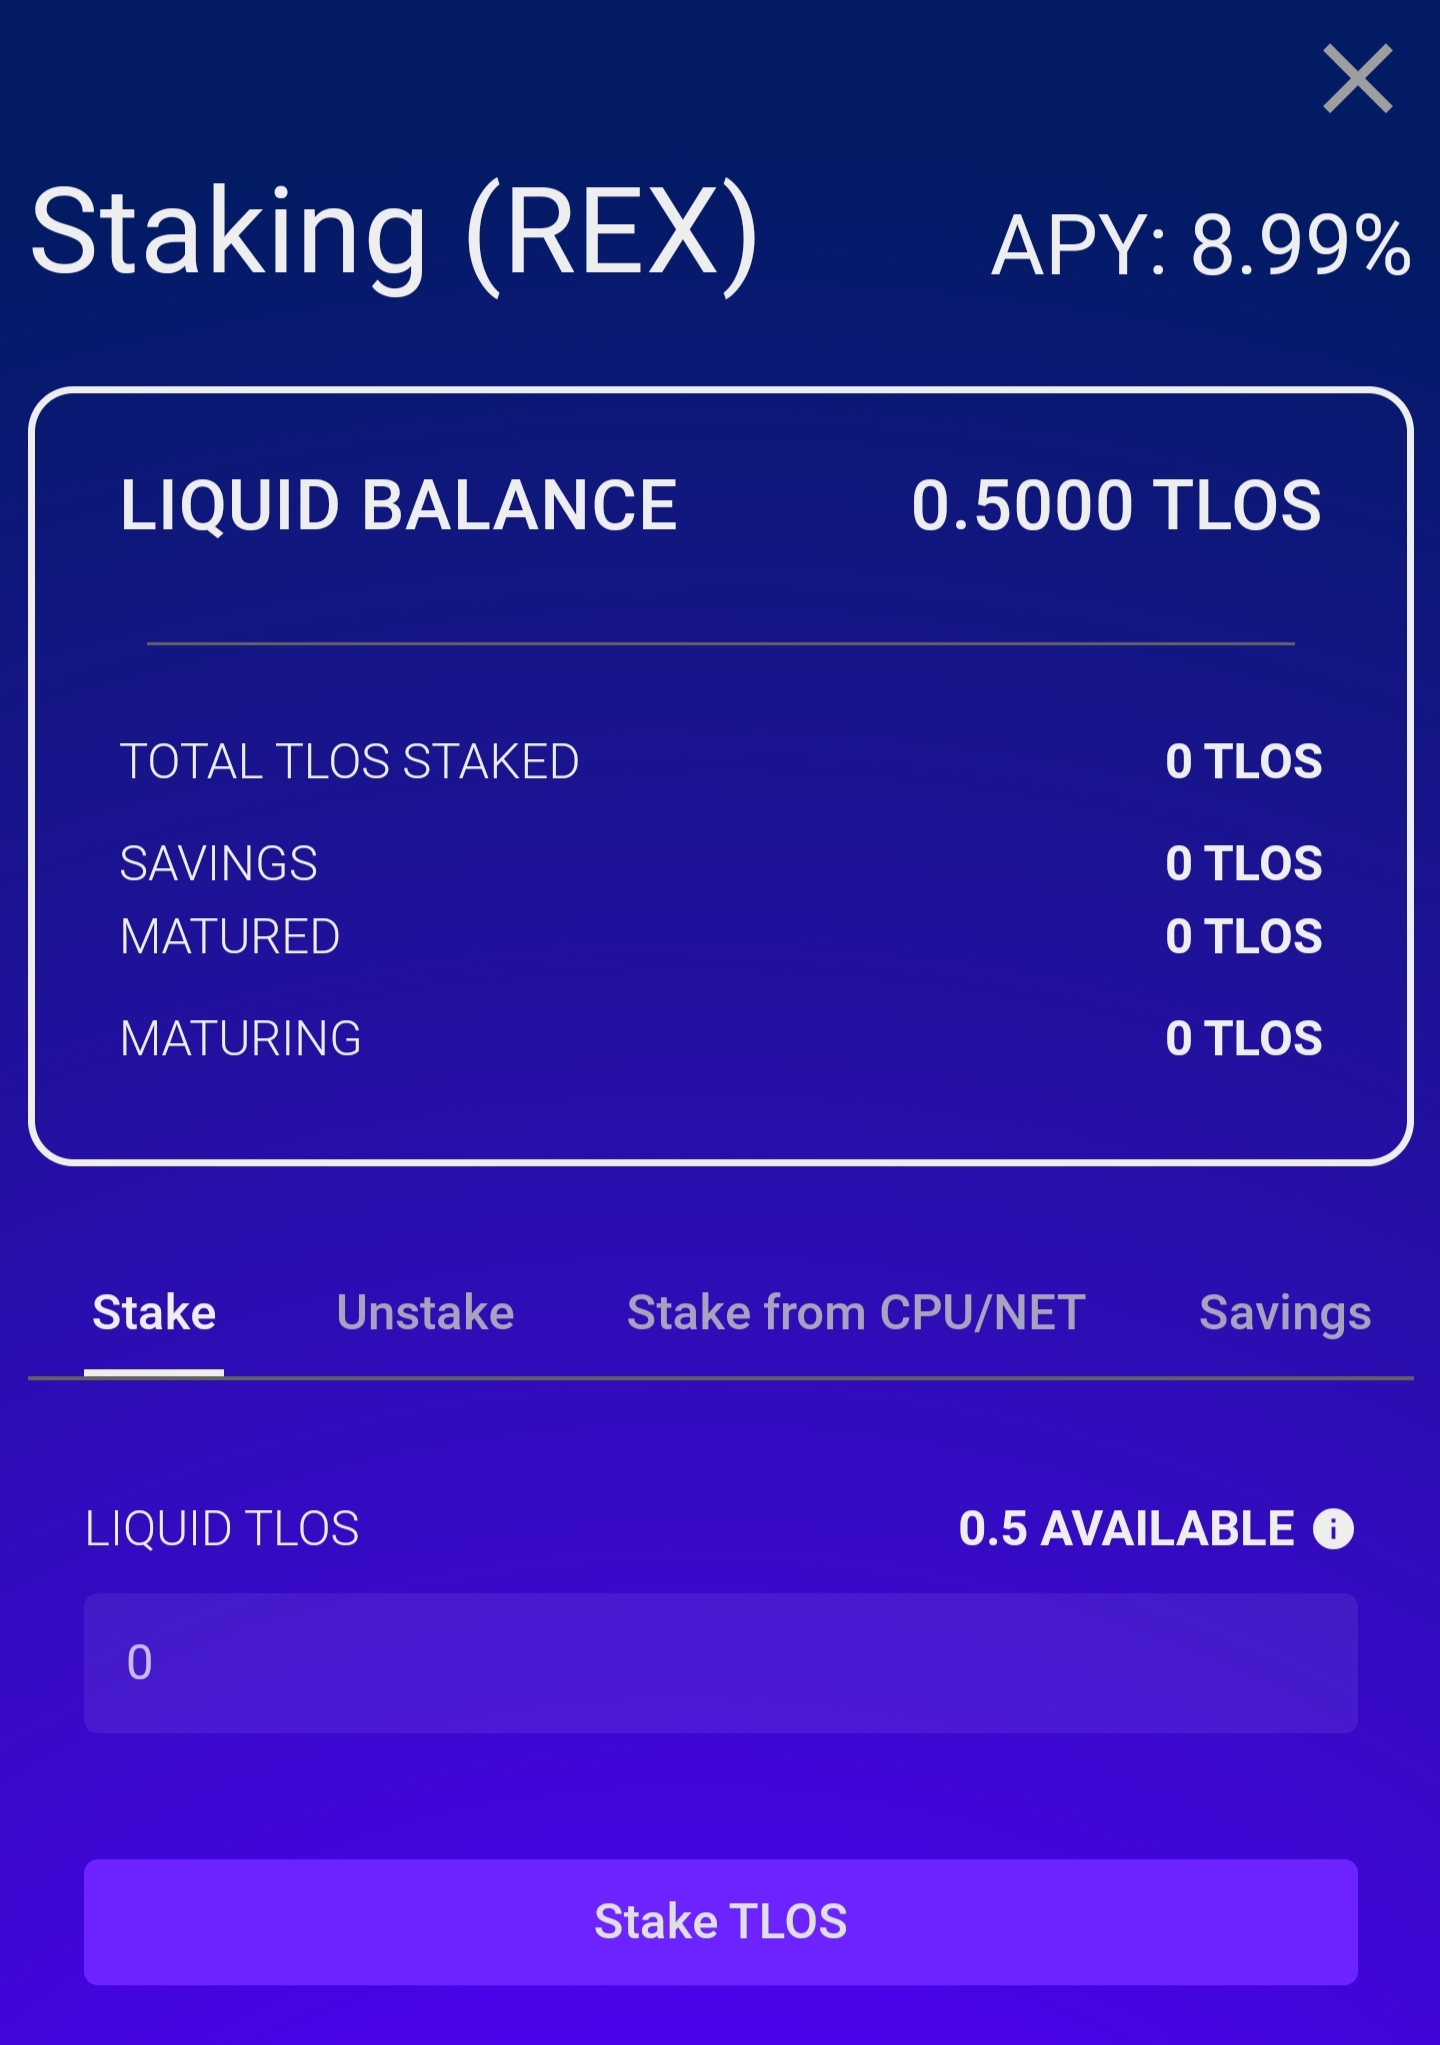 Staking (REX) APY: 8.99%
LIQUID BALANCE 0.5000 TLOS
TOTAL TLOS STAKED 0 TLOS
SAVINGS 0 TLOS
MATURED 0 TLOS
MATURING 0 TLOS
Stake Unstake Stake from CPU/NET Savings
LIQUID TLOS 0.5 AVAILABLE
0
Stake TLOS